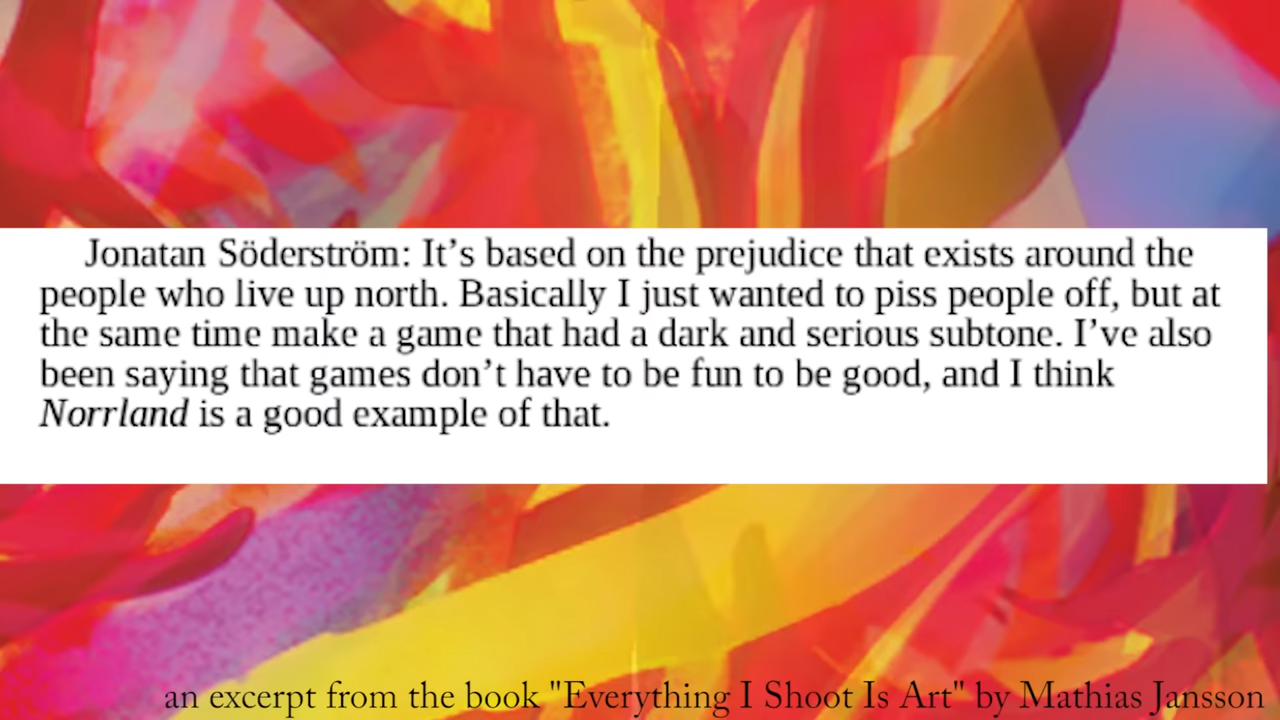 Jonatan Söderström: It’s based on the prejudice that exists around the
people who live up north. Basically I just wanted to piss people off, but at
the same time make a game that had a dark and serious subtone. I’ve also
been saying that games don’t have to be fun to be good, and I think
Norrland is a good example of that.
an excerpt from the book "Everything I Shoot Is Art" by Mathias Jansson